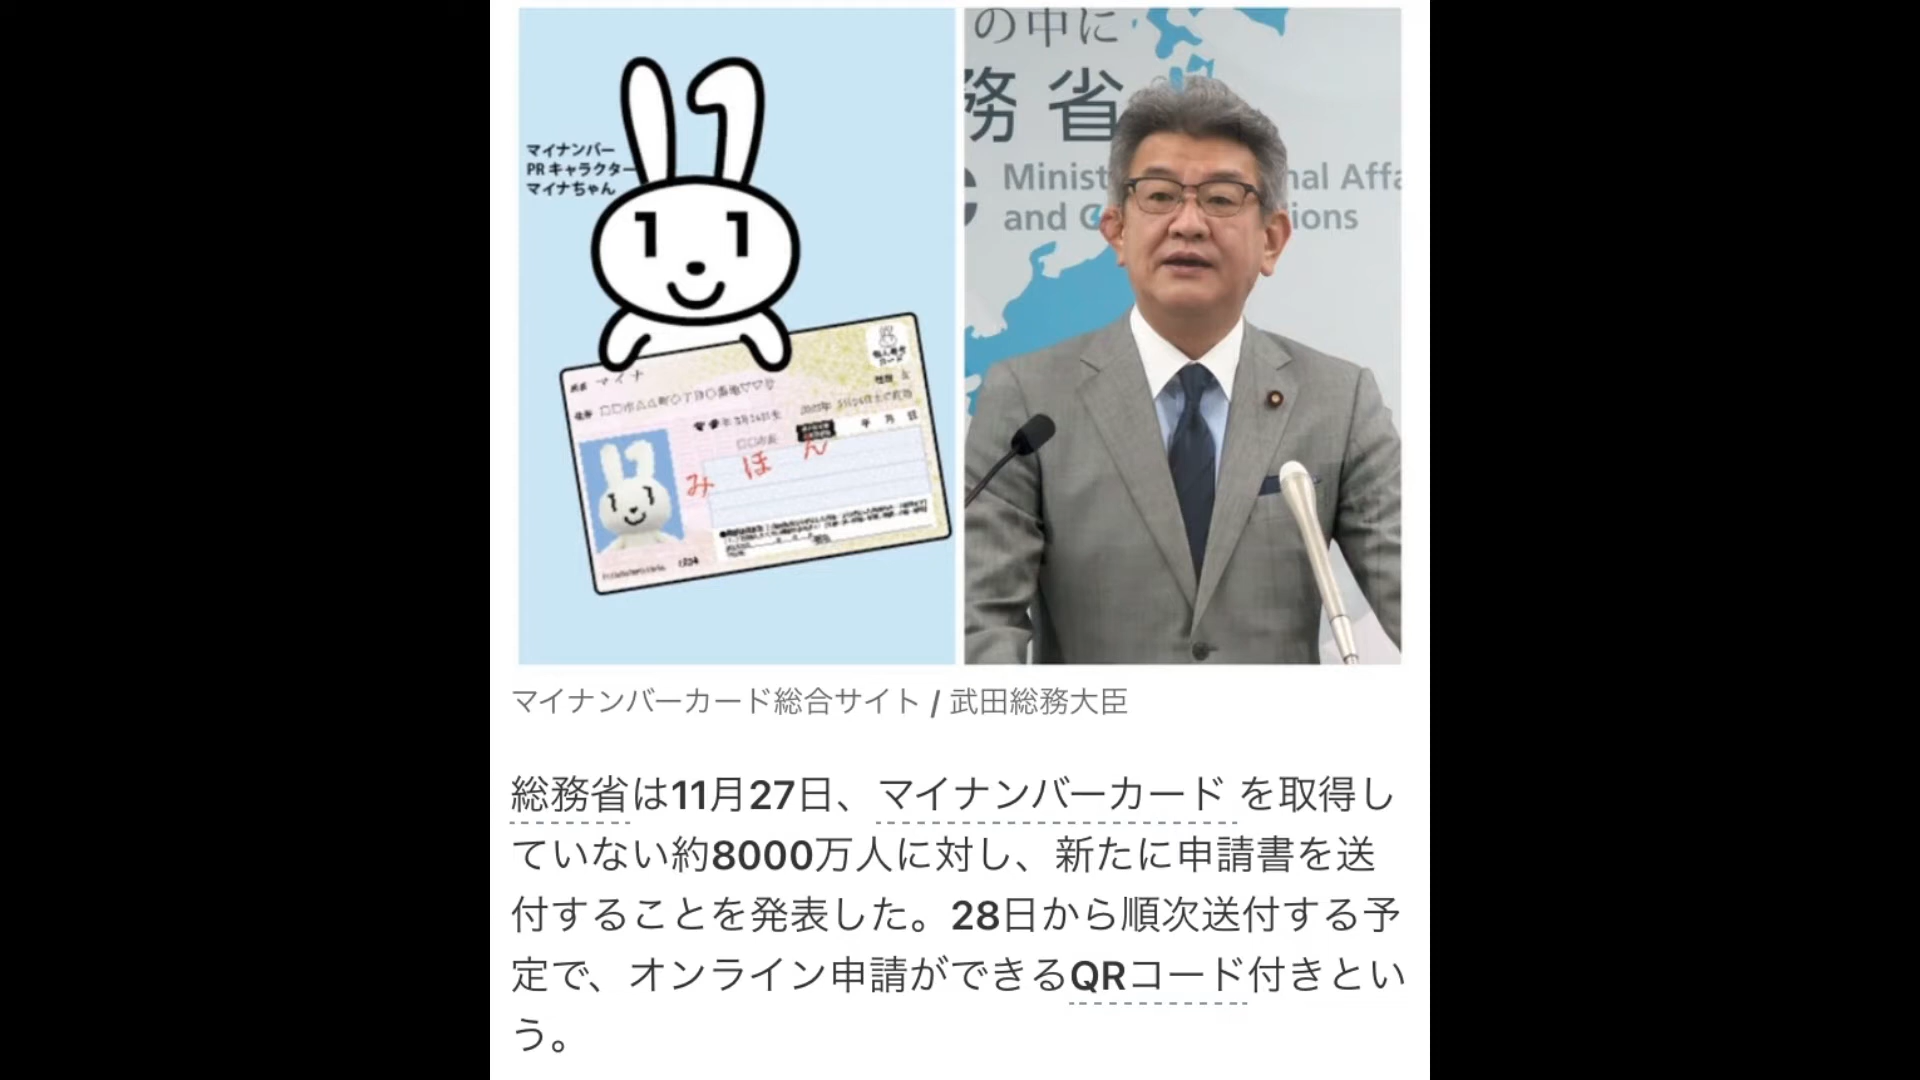 マイナンバー
PRキャラクター
マイナちゃん
マイナ
みほん
1234
の中に
務省
Minist nal Affa
and C ions
マイナンバーカード総合サイト / 武田総務大臣
総務省は11月27日、マイナンバーカード を取得し
ていない約8000万人に対し、新たに申請書を送
付することを発表した。28日から順次送付する予
定で、オンライン申請ができるQRコード付きとい
う。